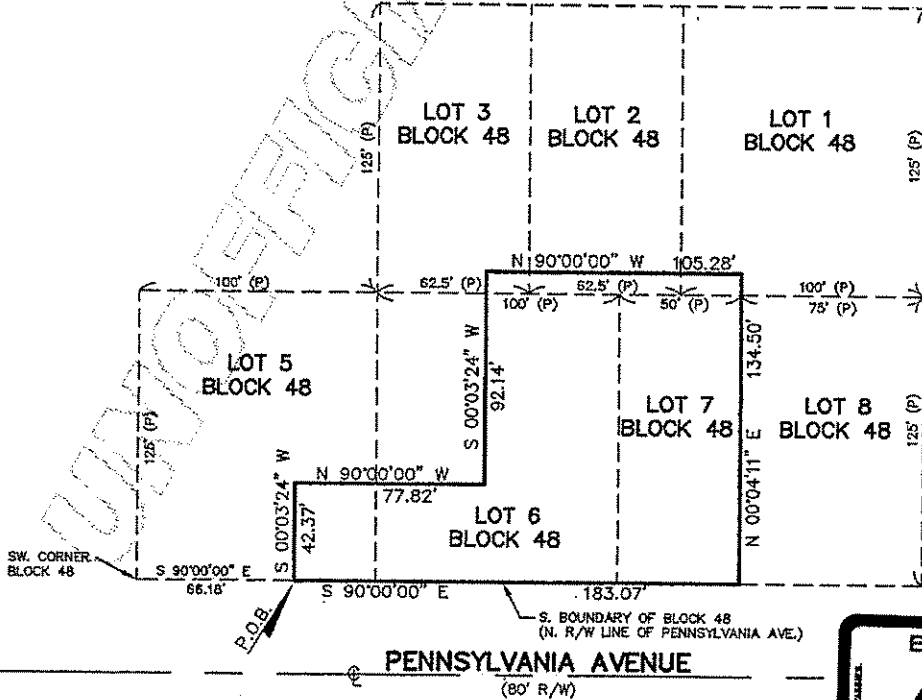 UNOFFICIA
LOT 3
BLOCK 48
LOT 2
BLOCK 48
LOT 1
BLOCK 48
125' (P)
125' (P)
N 90°00'00" W
105.28'
100' (P)
62.5' (P)
100' (P)
62.5' (P)
50' (P)
100' (P)
75' (P)
LOT 5
BLOCK 48
125' (P)
S 00°03'24" W
92.14'
LOT 7
BLOCK 48
134.50'
N 00°04'11" E
LOT 8
BLOCK 48
125' (P)
N 90°00'00" W
77.82'
S 00°03'24" W
42.37'
LOT 6
BLOCK 48
SW. CORNER
BLOCK 48
S 90°00'00" E
66.18'
S 90°00'00" E
183.07'
P.O.B.
S. BOUNDARY OF BLOCK 48
(N. R/W LINE OF PENNSYLVANIA AVE.)
PENNSYLVANIA AVENUE
(80' R/W)